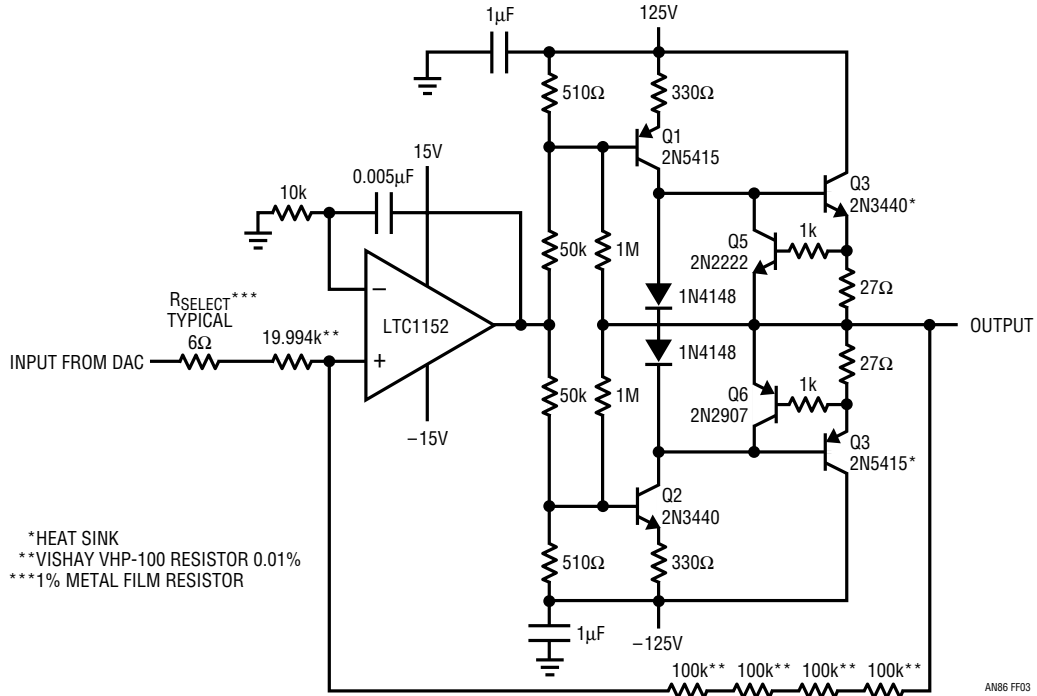 1µF
125V
510Ω
330Ω
Q1
2N5415
15V
0.005µF
10k
Q3
2N3440*
Q5
2N2222
1k
50k
1M
27Ω
1N4148
RSELECT***
TYPICAL
6Ω
19.994k**
–
LTC1152
+
INPUT FROM DAC
OUTPUT
1N4148
27Ω
–15V
50k
1M
Q6
2N2907
1k
Q3
2N5415*
Q2
2N3440
*HEAT SINK
**VISHAY VHP-100 RESISTOR 0.01%
***1% METAL FILM RESISTOR
510Ω
330Ω
1µF
–125V
100k** 100k** 100k** 100k**
AN86 FF03